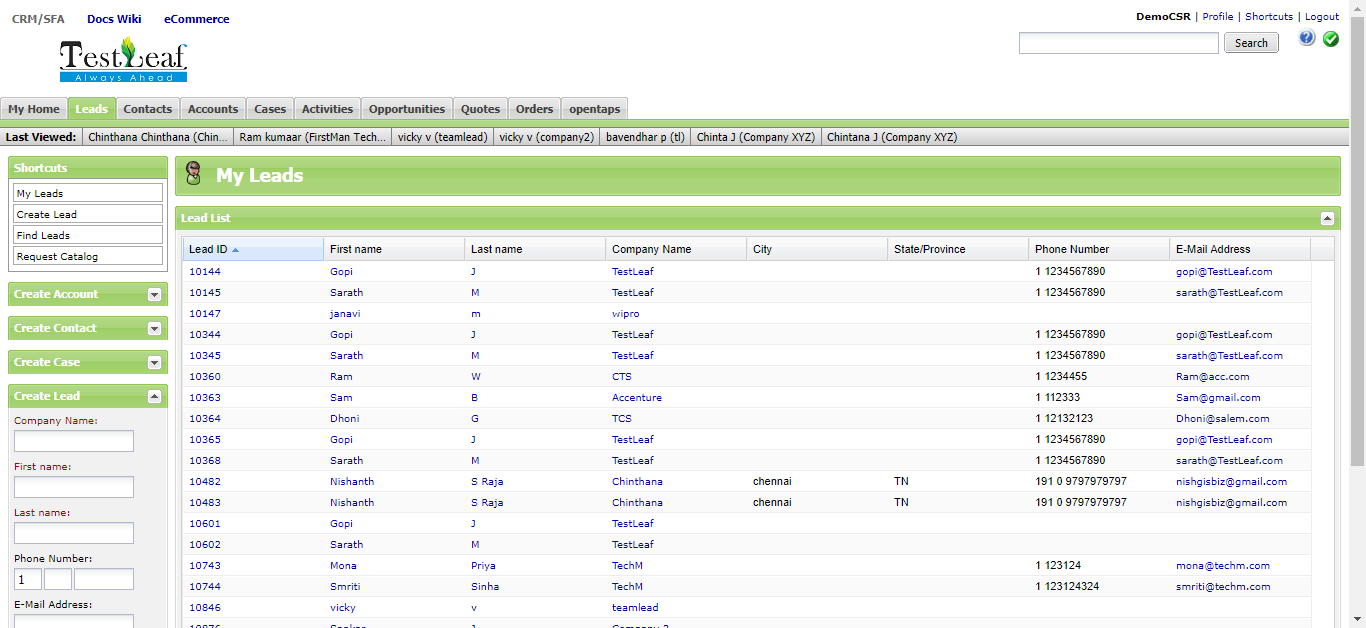 CRM/SFA Docs Wiki eCommerce
DemoCSR | Profile | Shortcuts | Logout
TestLeaf
Always Ahead
Search
My Home Leads Contacts Accounts Cases Activities Opportunities Quotes Orders opentaps
Last Viewed: Chinthana Chinthana (Chin... Ram kumaar (FirstMan Tech... vicky v (teamlead) vicky v (company2) bavendhar p (tl) Chinta J (Company XYZ) Chintana J (Company XYZ)
Shortcuts
My Leads
Create Lead
Find Leads
Request Catalog
Create Account
Create Contact
Create Case
Create Lead
Company Name:
First name:
Last name:
Phone Number:
1
E-Mail Address:
My Leads
Lead List
Lead ID First name Last name Company Name City State/Province Phone Number E-Mail Address
10144 Gopi J TestLeaf 1 1234567890 gopi@TestLeaf.com
10145 Sarath M TestLeaf 1 1234567890 sarath@TestLeaf.com
10147 janavi m wipro
10344 Gopi J TestLeaf 1 1234567890 gopi@TestLeaf.com
10345 Sarath M TestLeaf 1 1234567890 sarath@TestLeaf.com
10360 Ram W CTS 1 1234455 Ram@acc.com
10363 Sam B Accenture 1 112333 Sam@gmail.com
10364 Dhoni G TCS 1 12132123 Dhoni@salem.com
10365 Gopi J TestLeaf 1 1234567890 gopi@TestLeaf.com
10368 Sarath M TestLeaf 1 1234567890 sarath@TestLeaf.com
10482 Nishanth S Raja Chinthana chennai TN 191 0 9797979797 nishgisbiz@gmail.com
10483 Nishanth S Raja Chinthana chennai TN 191 0 9797979797 nishgisbiz@gmail.com
10601 Gopi J TestLeaf
10602 Sarath M TestLeaf
10743 Mona Priya TechM 1 123124 mona@techm.com
10744 Smriti Sinha TechM 1 123124324 smriti@techm.com
10846 vicky v teamlead